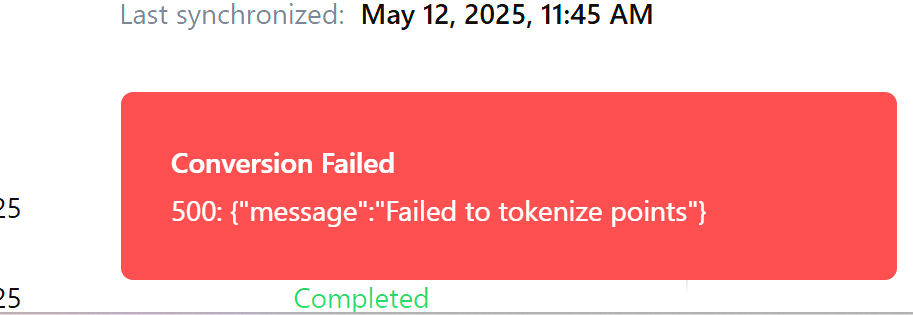 Last synchronized: May 12, 2025, 11:45 AM
Conversion Failed
25
500: {"message":"Failed to tokenize points"}
25 Completed